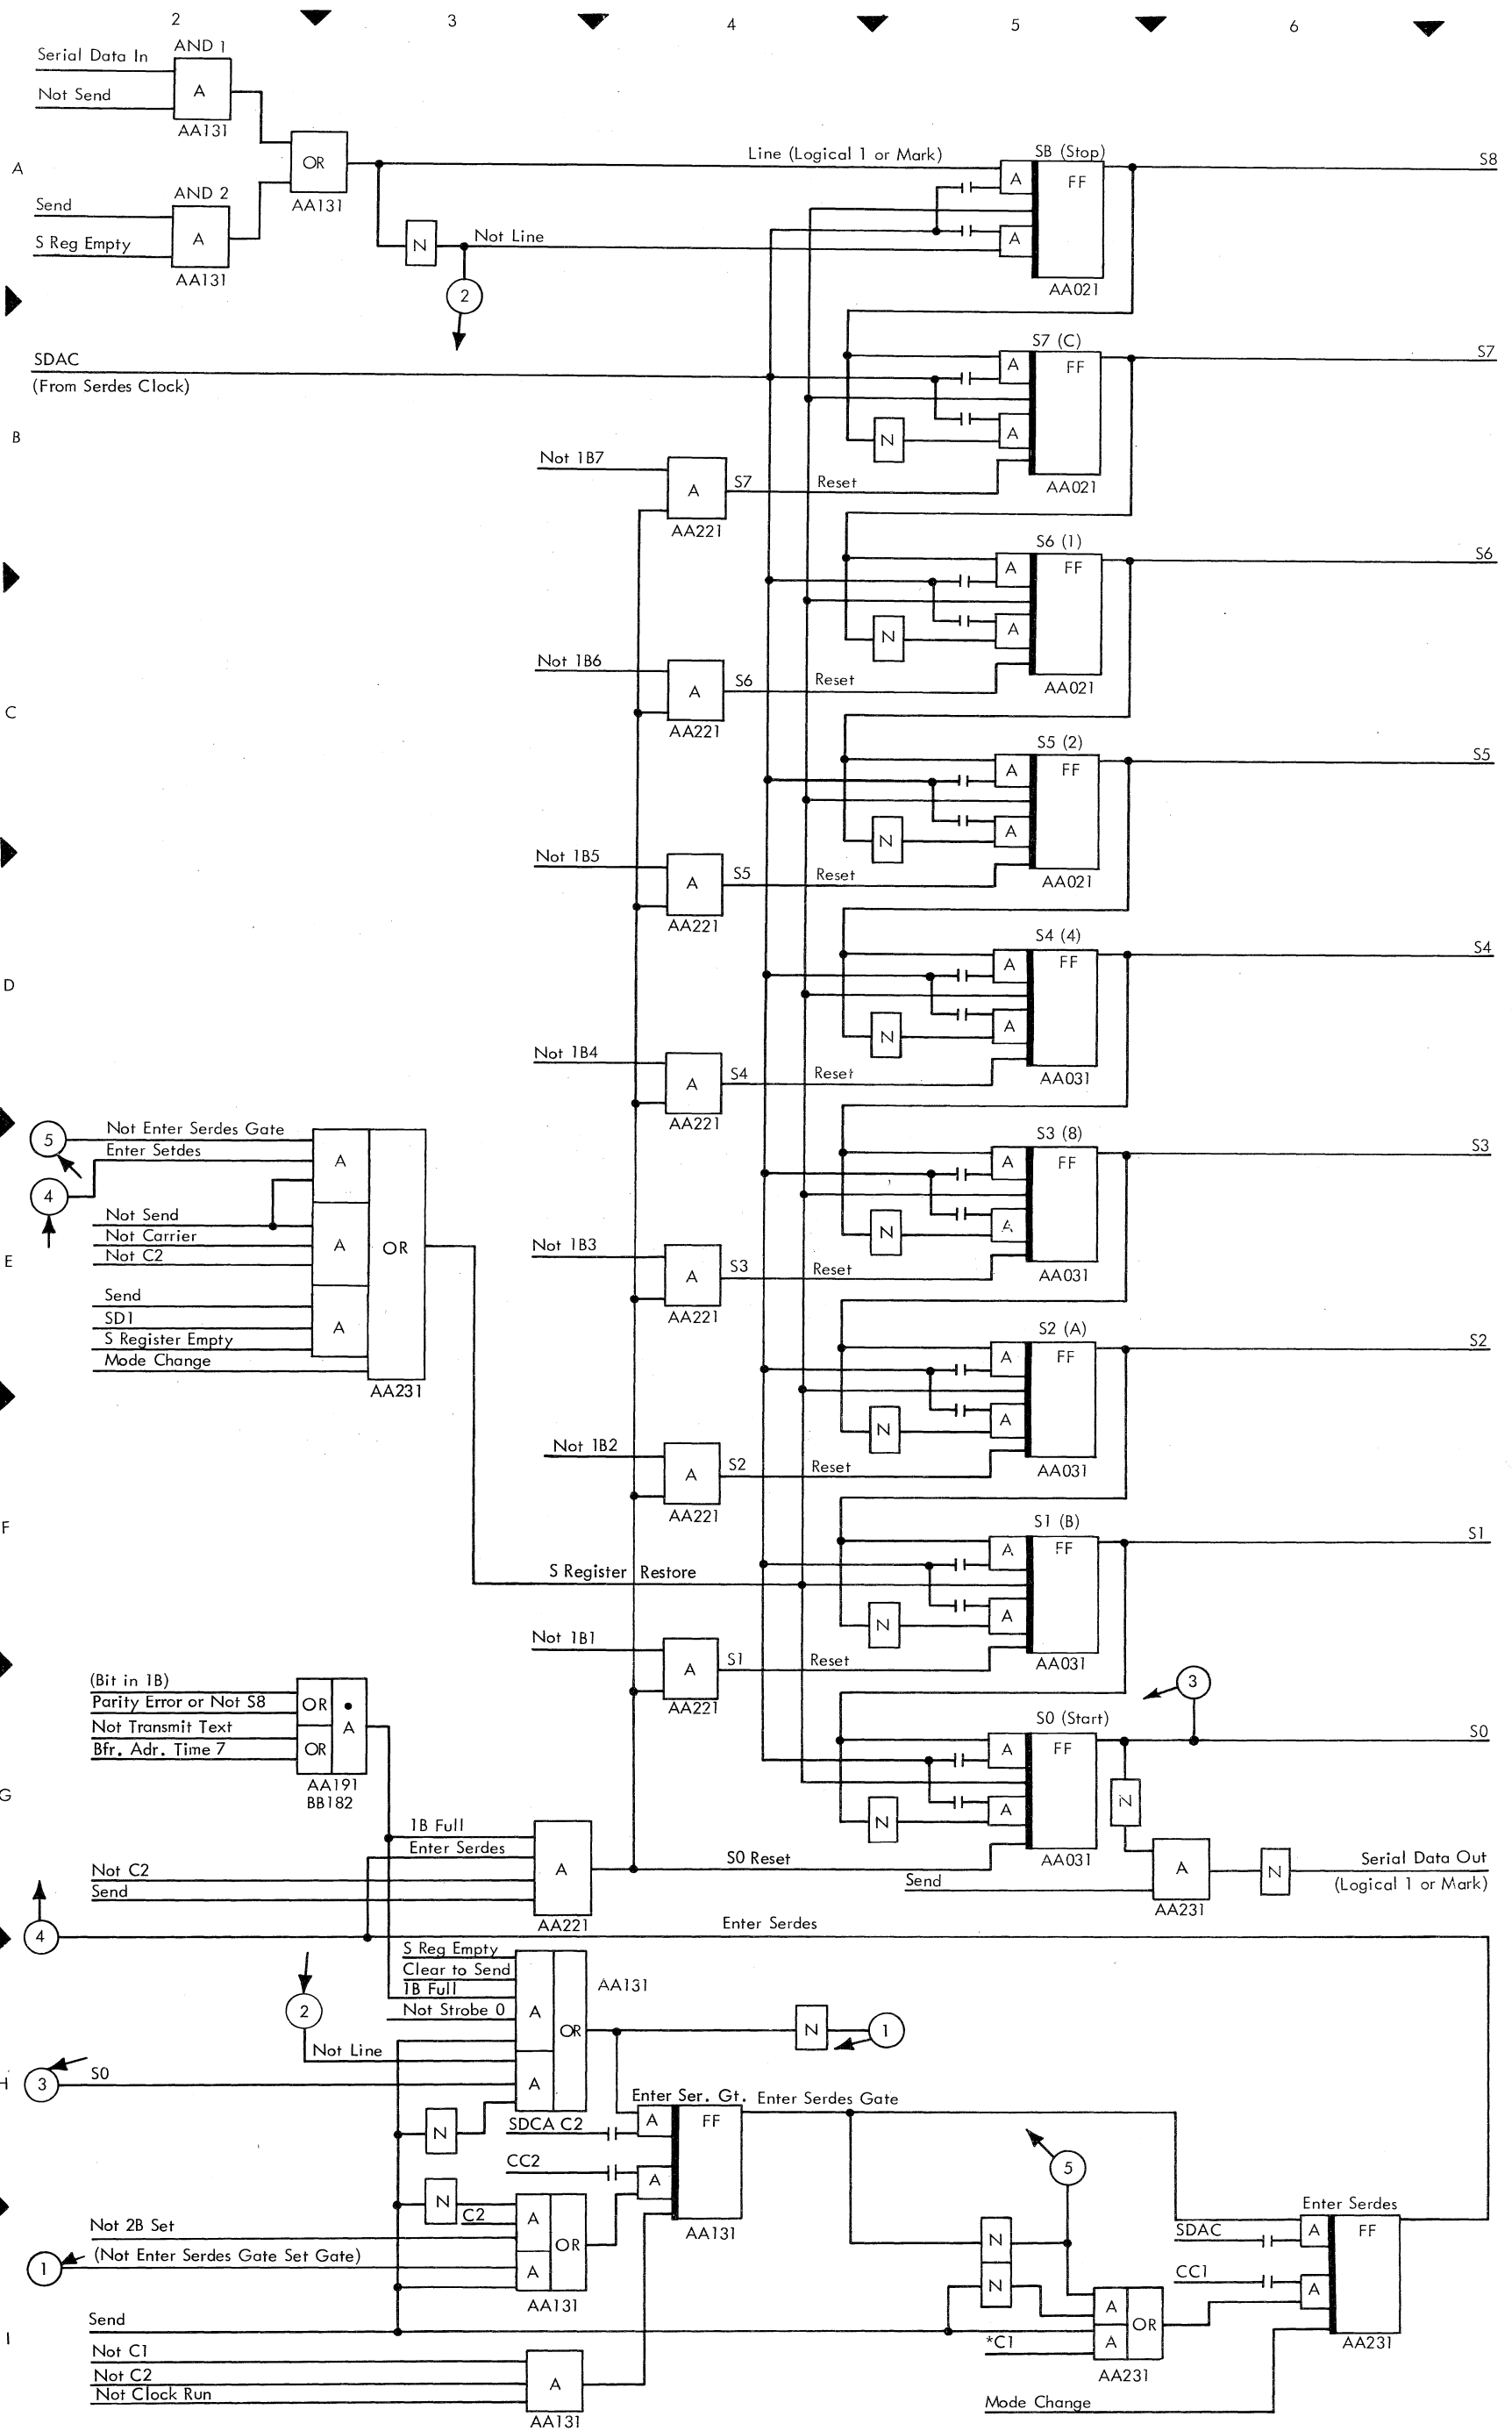 2 3 4 5 6
Serial Data In
AND 1
A
Not Send
AA131
OR
AA131
Line (Logical 1 or Mark)
SB (Stop)
A
FF
S8
A
AND 2
Send
A
S Reg Empty
AA131
N
Not Line
A
2
AA021
SDAC
(From Serdes Clock)
S7 (C)
A
FF
S7
B
N
A
Not 1B7
A
S7
Reset
AA021
AA221
S6 (1)
A
FF
S6
N
A
Not 1B6
A
S6
Reset
AA021
C
AA221
S5 (2)
A
FF
S5
N
A
Not 1B5
A
S5
Reset
AA021
AA221
S4 (4)
A
FF
S4
D
N
A
Not 1B4
A
S4
Reset
AA031
AA221
5
Not Enter Serdes Gate
Enter Setdes
A
4
S3 (8)
A
FF
S3
Not Send
Not Carrier
A
OR
Not C2
N
A
E
Not 1B3
A
S3
Reset
AA031
AA221
Send
SD1
A
S Register Empty
Mode Change
AA231
S2 (A)
A
FF
S2
N
A
Not 1B2
A
S2
Reset
AA031
AA221
F
S1 (B)
A
FF
S1
S Register Restore
N
A
Not 1B1
A
S1
Reset
AA031
AA221
(Bit in 1B)
Parity Error or Not S8
OR
A
Not Transmit Text
Bfr. Adr. Time 7
OR
AA191
BB182
3
S0 (Start)
A
FF
S0
G
N
A
N
AA031
1B Full
Enter Serdes
Not C2
A
Send
AA221
S0 Reset
Send
A
AA231
N
Serial Data Out
(Logical 1 or Mark)
4
Enter Serdes
S Reg Empty
Clear to Send
1B Full
A
Not Strobe 0
AA131
2
OR
N
1
Not Line
H
3
S0
A
N
Enter Ser. Gt.
Enter Serdes Gate
SDCA C2
A
FF
CC2
A
AA131
5
N
C2
A
Not 2B Set
OR
1
(Not Enter Serdes Gate Set Gate)
A
AA131
N
N
Enter Serdes
SDAC
A
FF
CC1
A
AA231
I
Send
A
OR
*C1
A
AA231
Not C1
Not C2
A
Not Clock Run
AA131
Mode Change